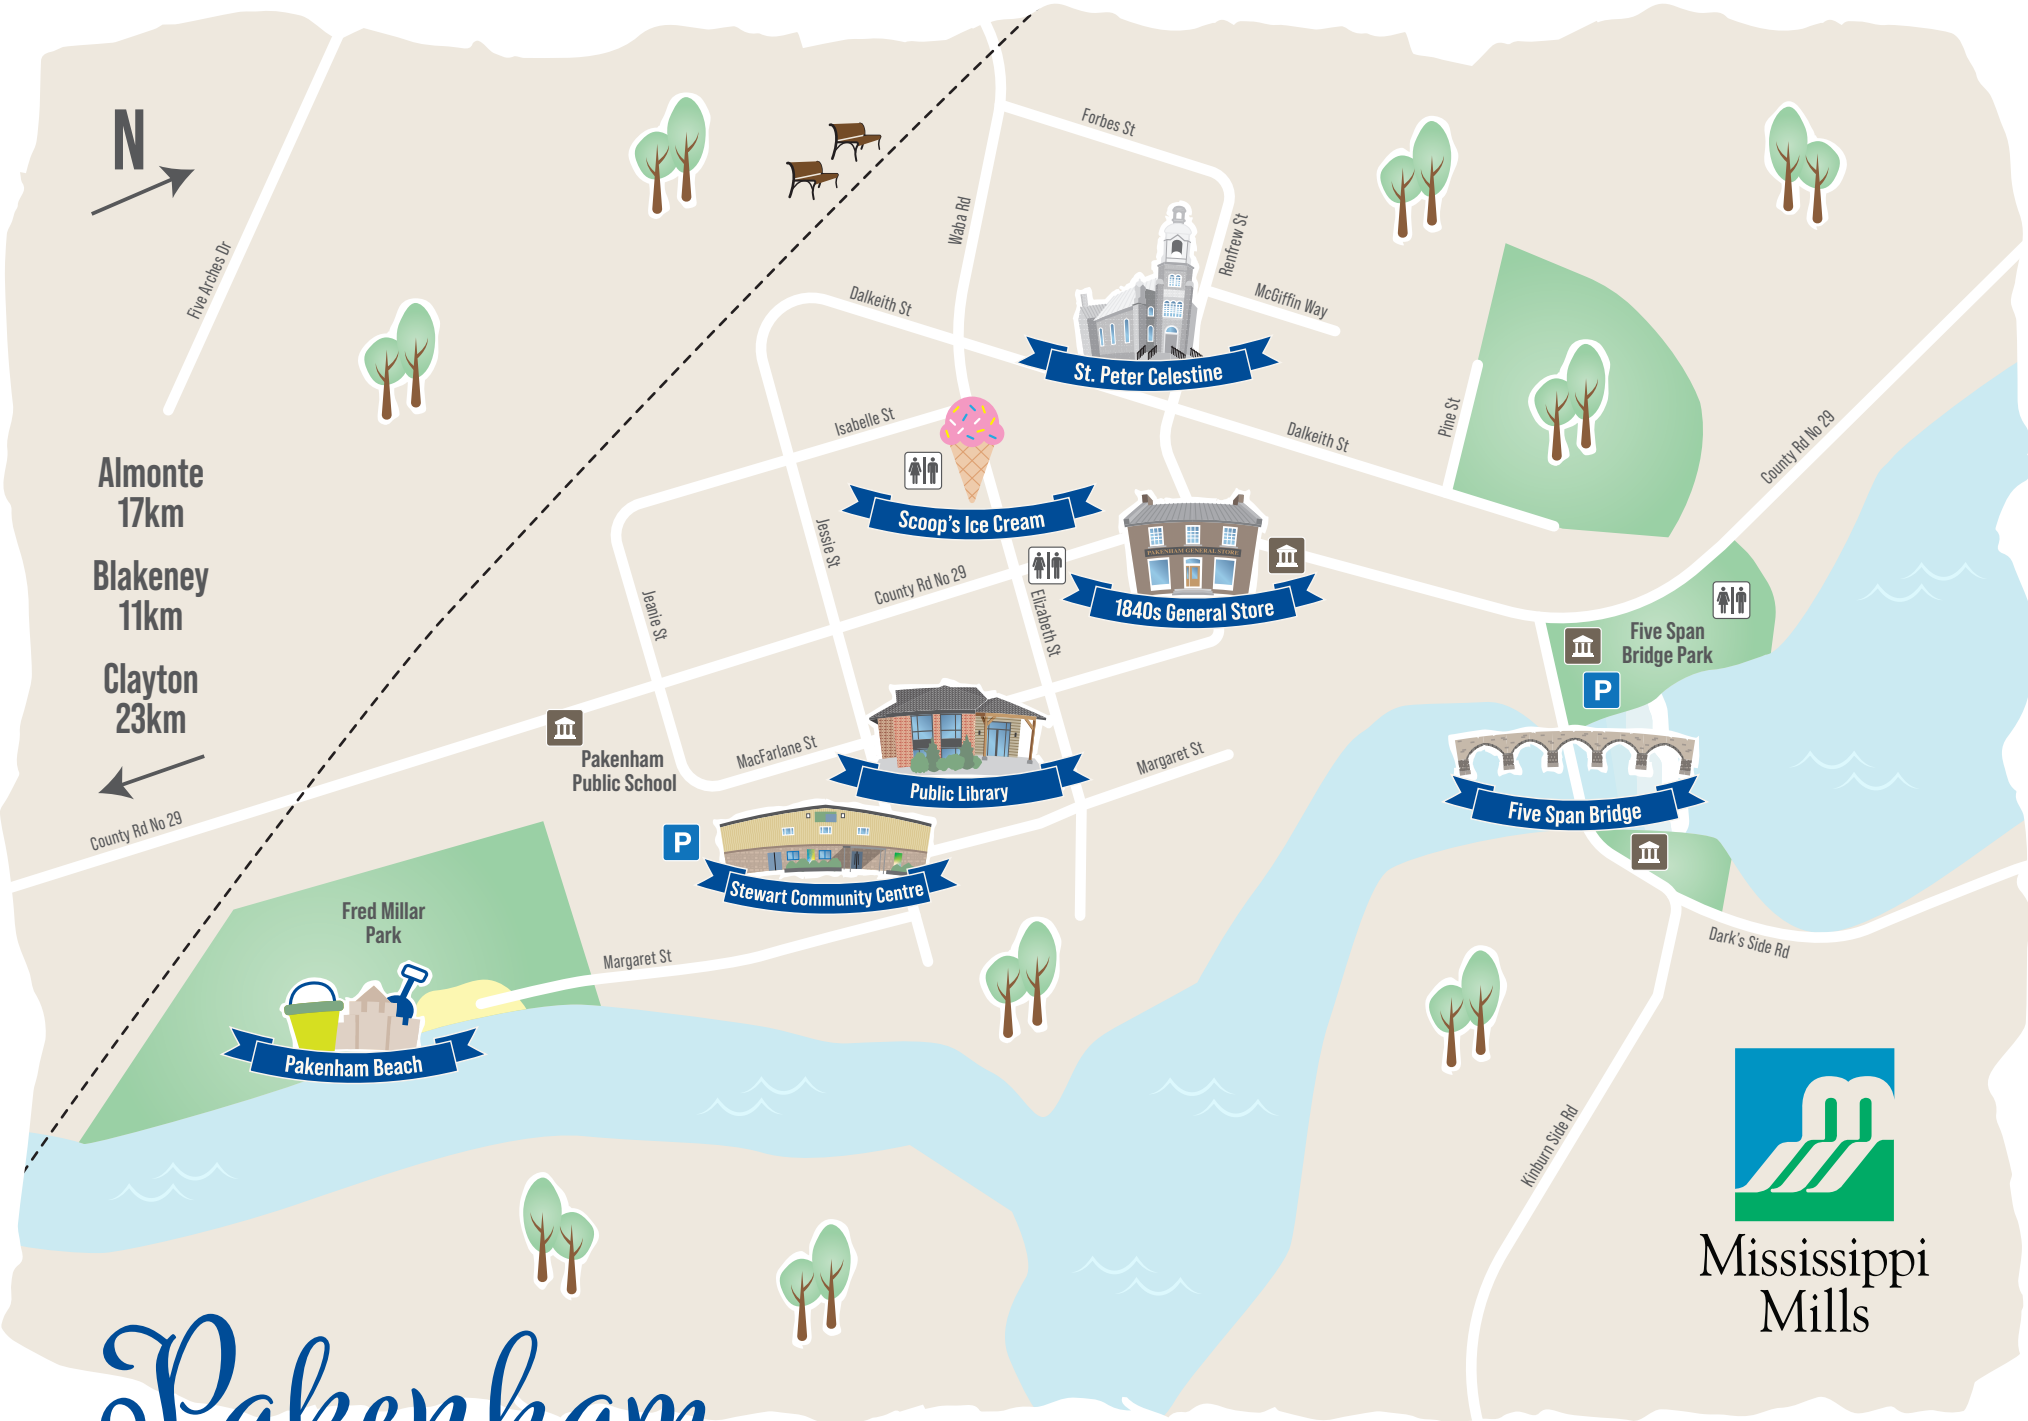 N
Forbes St
Waba Rd
Renfrew St
McGiffin Way
Five Arches Dr
Dalkeith St
St. Peter Celestine
Isabelle St
Dalkeith St
Pine St
County Rd No 29
Almonte
17km
Blakeney
11km
Clayton
23km
Scoop's Ice Cream
Jessie St
PAKENHAM GENERAL STORE
1840s General Store
County Rd No 29
Elizabeth St
Jeanie St
Five Span
Bridge Park
P
Pakenham
Public School
MacFarlane St
Margaret St
Public Library
Five Span Bridge
County Rd No 29
P
Stewart Community Centre
Fred Millar
Park
Margaret St
Dark's Side Rd
Pakenham Beach
Kinburn Side Rd
Mississippi
Mills
Pakenham